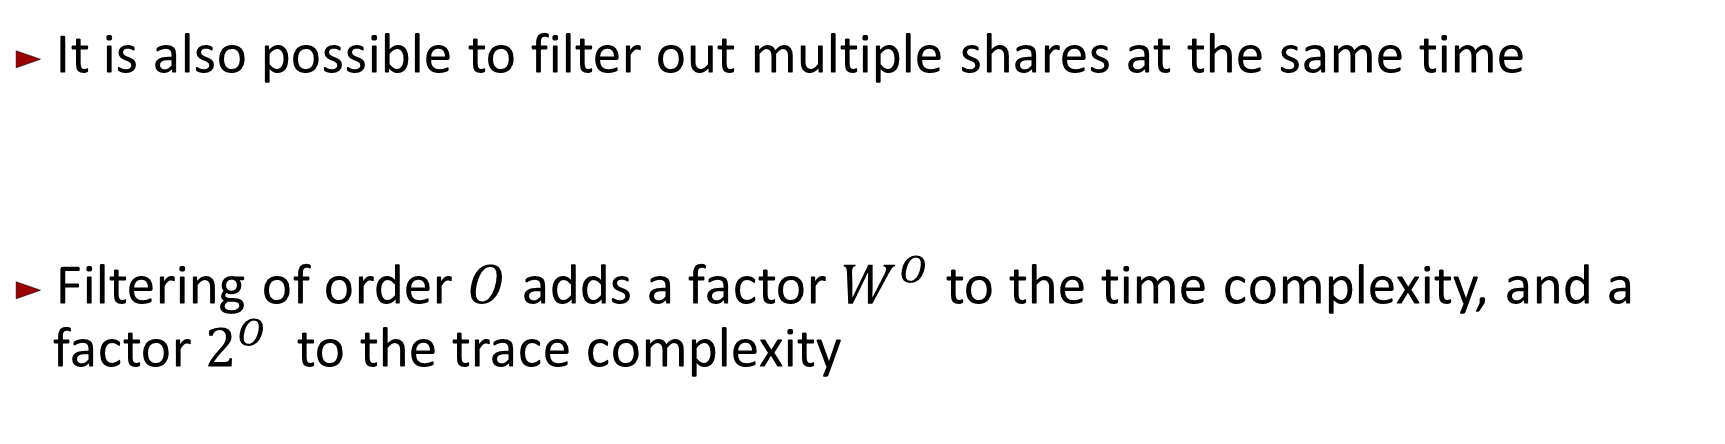 ► It is also possible to filter out multiple shares at the same time
► Filtering of order 𝑂 adds a factor 𝑊^𝑂 to the time complexity, and a
factor 2^𝑂 to the trace complexity